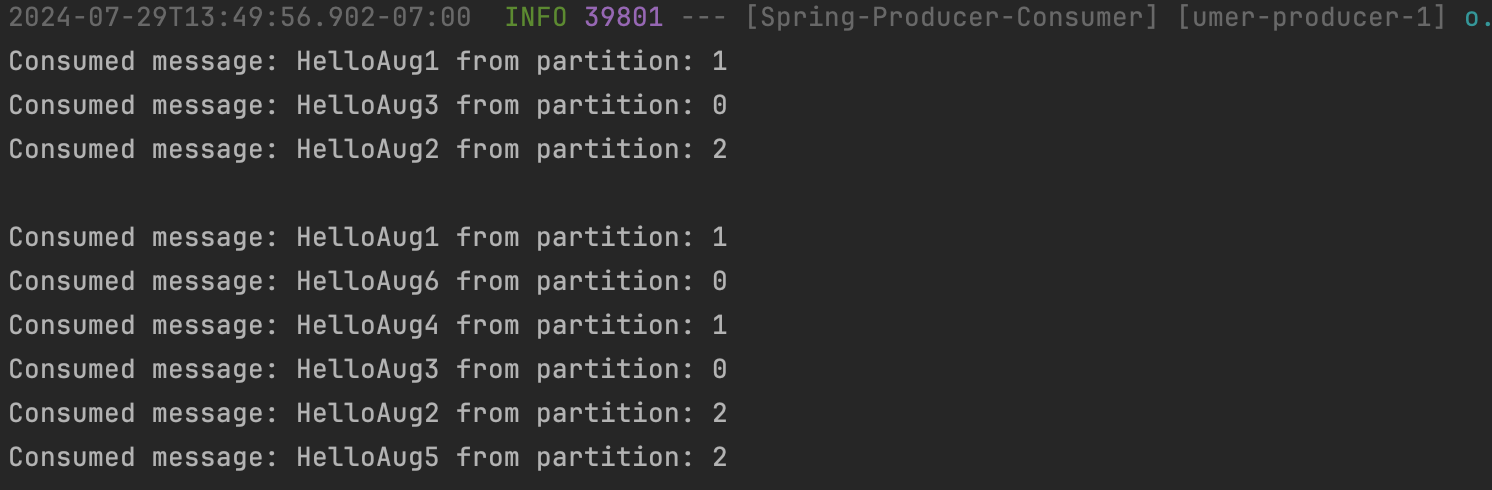 2024-07-29T13:49:56.902-07:00  INFO 39801 --- [Spring-Producer-Consumer] [umer-producer-1] o.
Consumed message: HelloAug1 from partition: 1
Consumed message: HelloAug3 from partition: 0
Consumed message: HelloAug2 from partition: 2
Consumed message: HelloAug1 from partition: 1
Consumed message: HelloAug6 from partition: 0
Consumed message: HelloAug4 from partition: 1
Consumed message: HelloAug3 from partition: 0
Consumed message: HelloAug2 from partition: 2
Consumed message: HelloAug5 from partition: 2